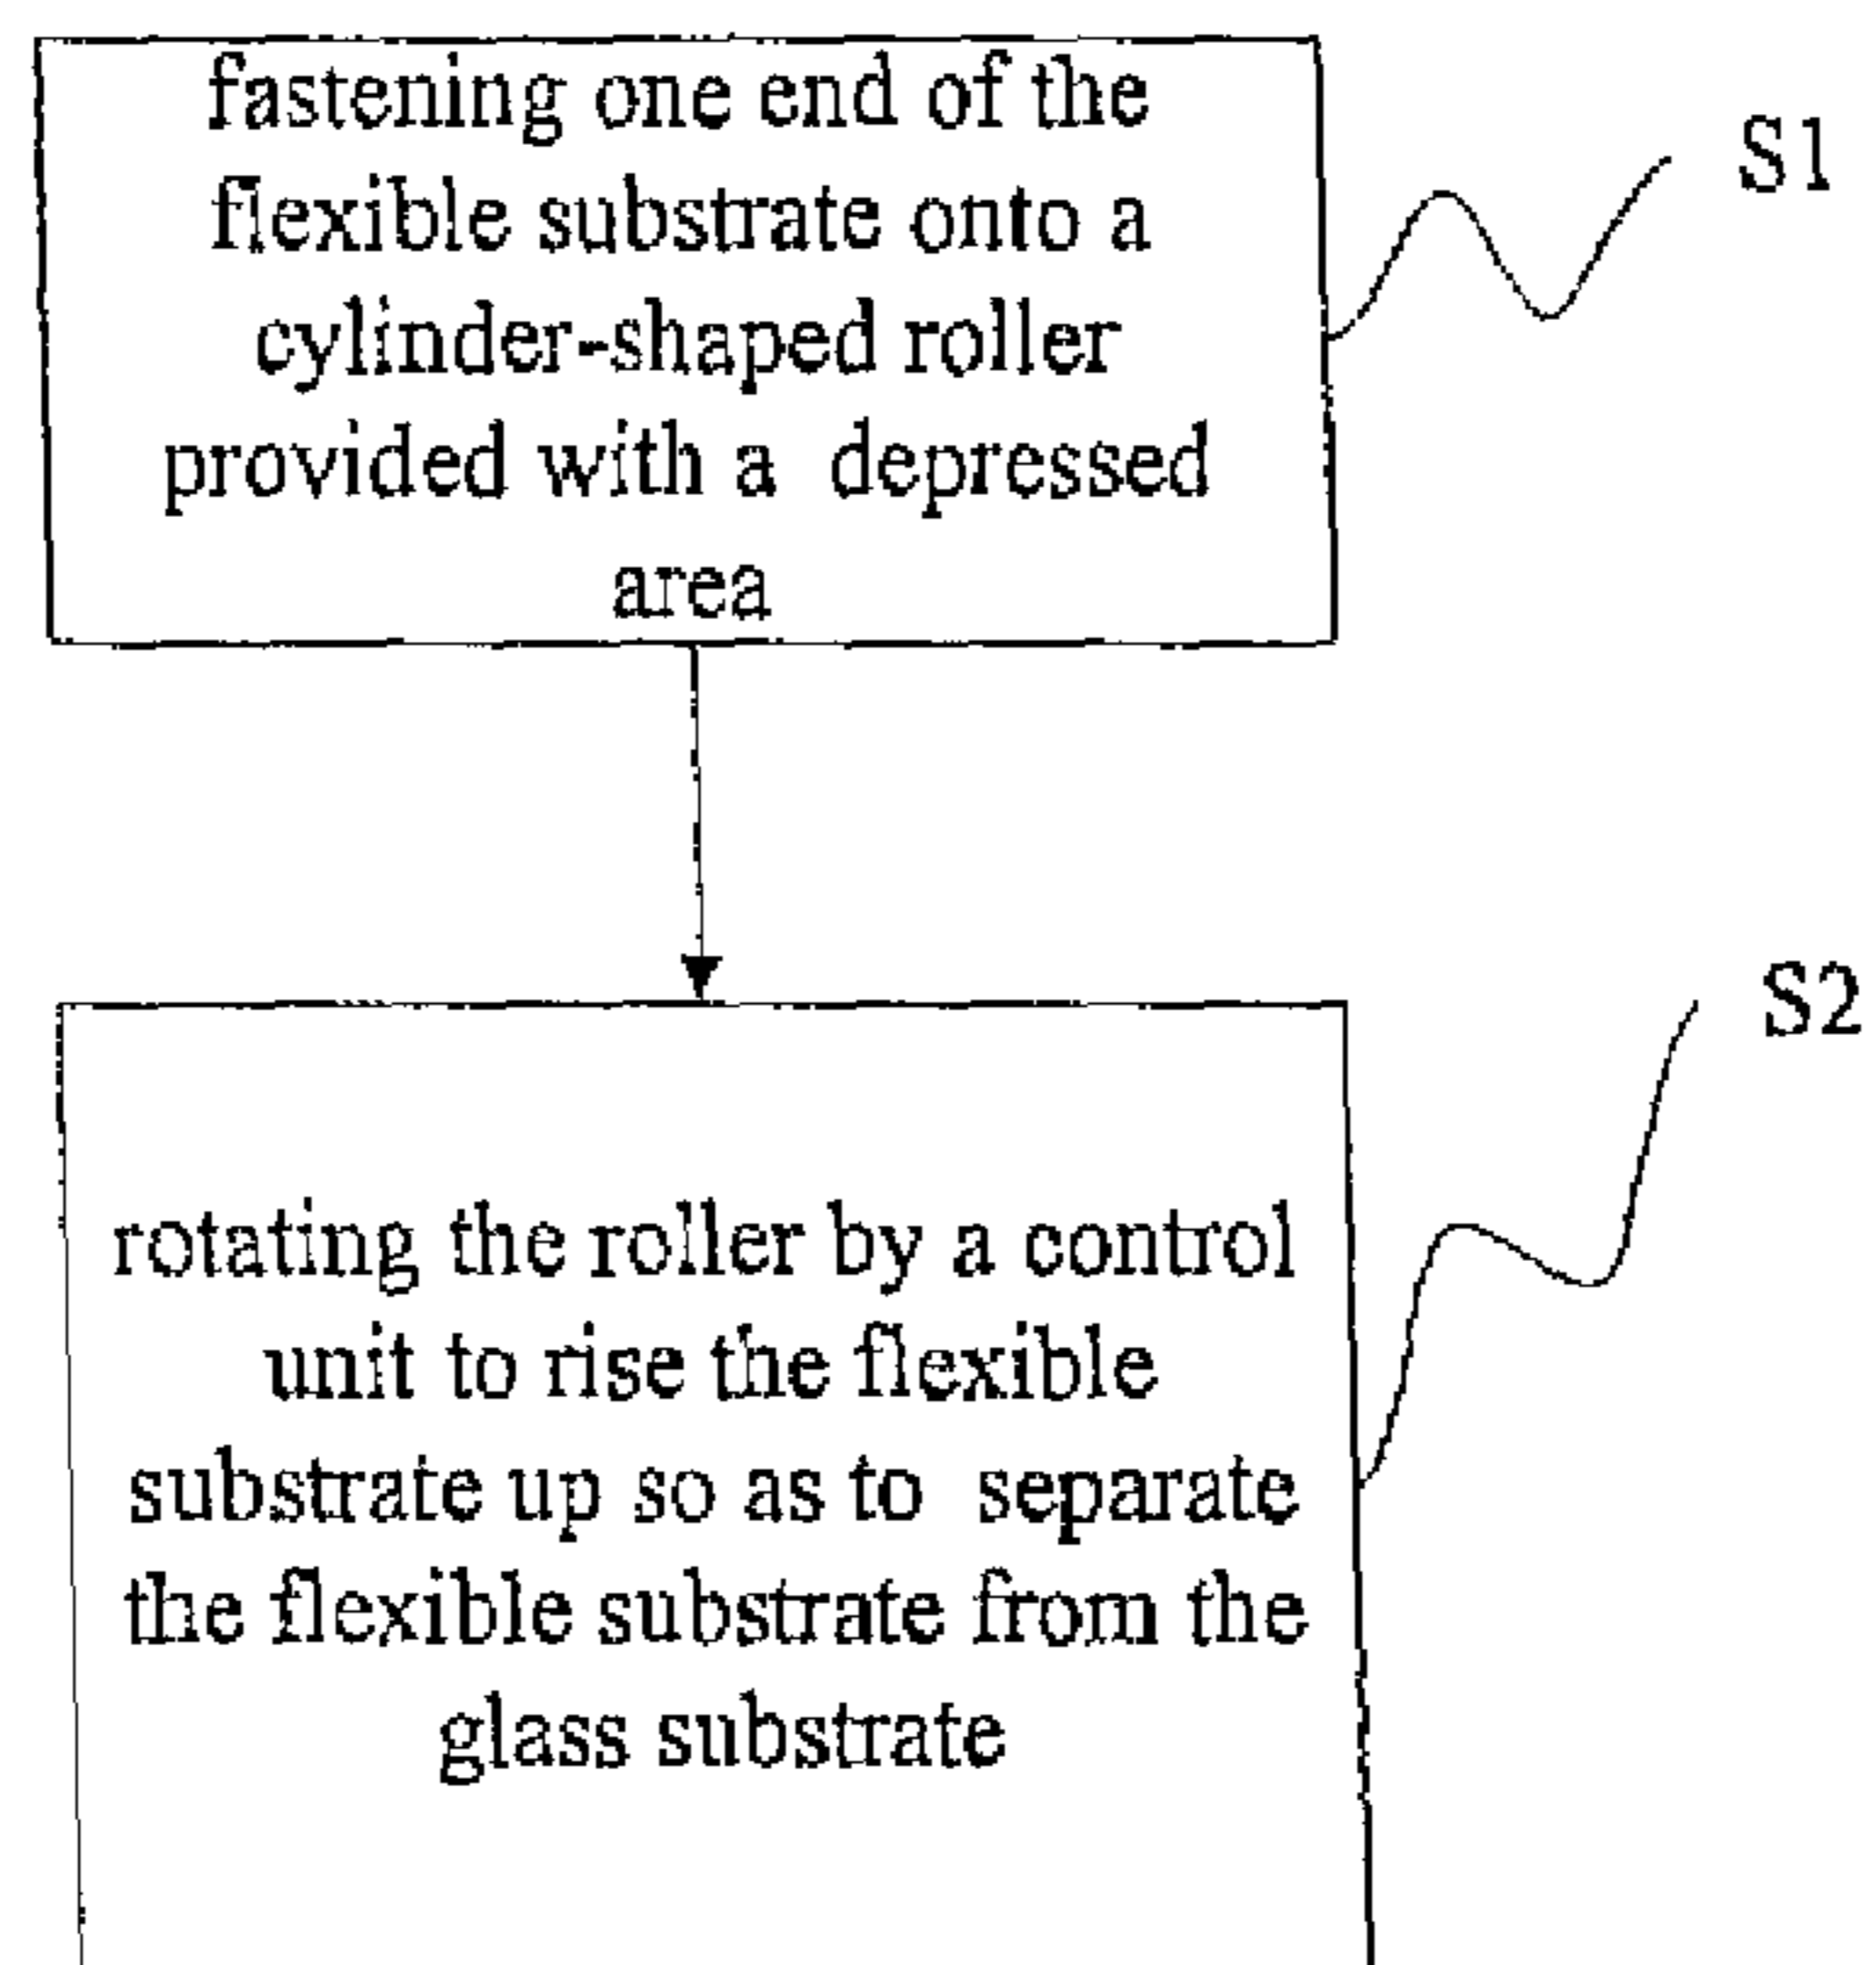 fastening one end of the
flexible substrate onto a
cylinder-shaped roller
provided with a depressed
area
S1
S2
rotating the roller by a control
unit to rise the flexible
substrate up so as to separate
the flexible substrate from the
glass substrate